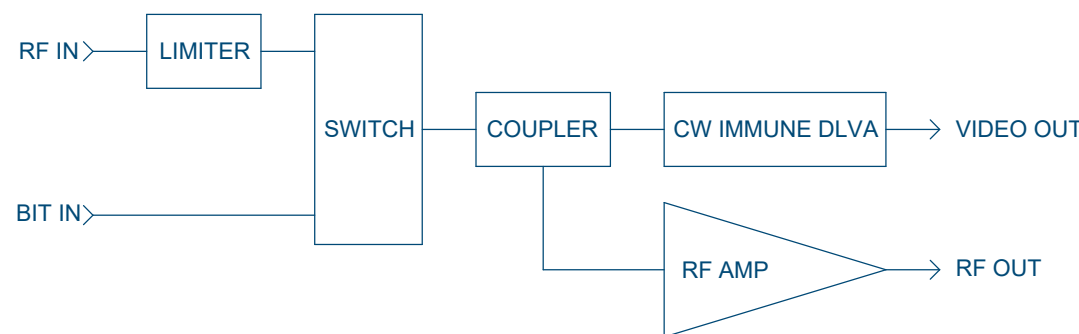 RF IN
LIMITER
SWITCH
COUPLER
CW IMMUNE DLVA
VIDEO OUT
BIT IN
RF AMP
RF OUT